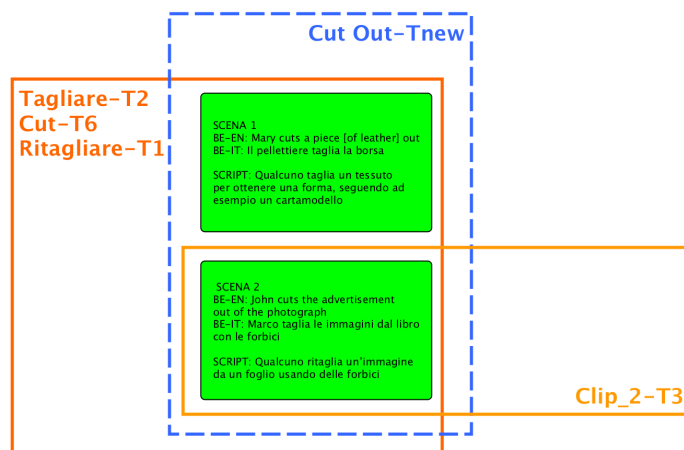 Cut Out-Tnew
Tagliare-T2
Cut-T6
Ritagliare-T1
SCENA 1
BE-EN: Mary cuts a piece [of leather] out
BE-IT: Il pellettiere taglia la borsa
SCRIPT: Qualcuno taglia un tessuto
per ottenere una forma, seguendo ad
esempio un cartamodello
SCENA 2
BE-EN: John cuts the advertisement
out of the photograph
BE-IT: Marco taglia le immagini dal libro
con le forbici
SCRIPT: Qualcuno ritaglia un'immagine
da un foglio usando delle forbici
Clip_2-T3